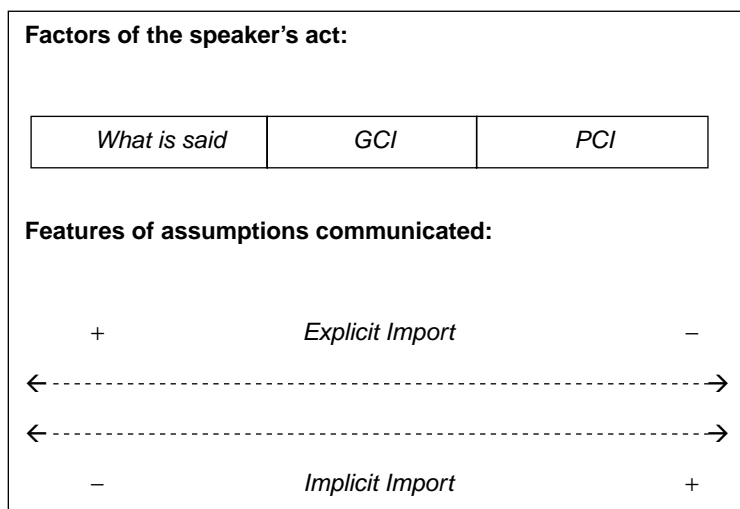 Factors of the speaker’s act:
What is said GCI PCI
Features of assumptions communicated:
+ Explicit Import −
− Implicit Import +